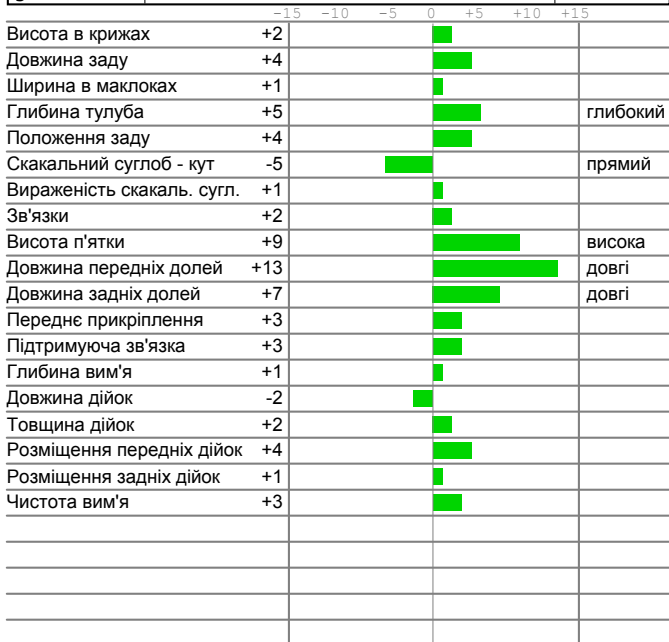 -15 -10 -5 0 +5 +10 +15
Висота в крижах +2
Довжина заду +4
Ширина в маклоках +1
Глибина тулуба +5 глибокий
Положення заду +4
Скакальний суглоб - кут -5 прямий
Вираженість скакаль. сугл. +1
Зв'язки +2
Висота п'ятки +9 висока
Довжина передніх долей +13 довгі
Довжина задніх долей +7 довгі
Переднє прикріплення +3
Підтримуюча зв'язка +3
Глибина вим'я +1
Довжина дійок -2
Товщина дійок +2
Розміщення передніх дійок +4
Розміщення задніх дійок +1
Чистота вим'я +3